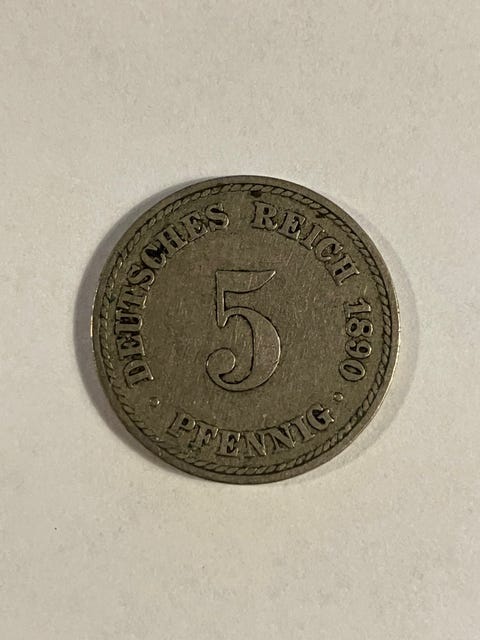 DEUTSCHES REICH 1890
5
• PFENNIG •